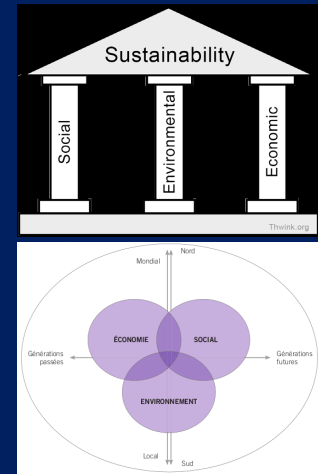 Sustainability
Social
Environmental
Economic
Thwink.org
Nord
Mondial
ÉCONOMIE
SOCIAL
Générations
passées
Générations
futures
ENVIRONNEMENT
Local
Sud